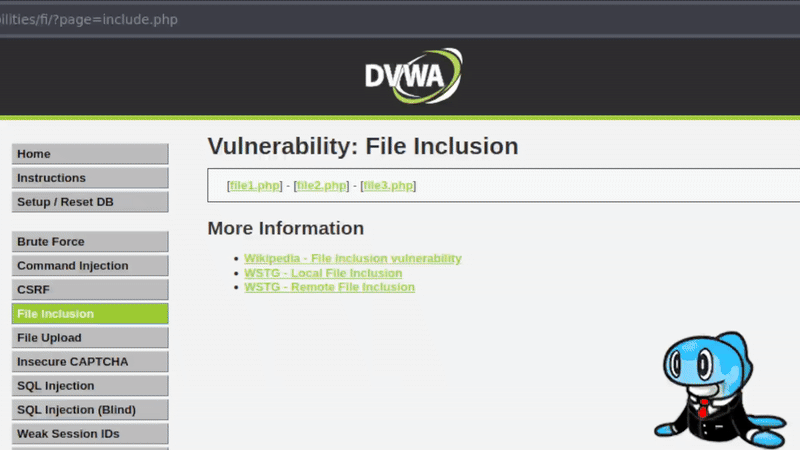 ilities/fi/?page=include.php
DVWA
Home
Instructions
Setup / Reset DB
Brute Force
Command Injection
CSRF
File Inclusion
File Upload
Insecure CAPTCHA
SQL Injection
SQL Injection (Blind)
Weak Session IDs
Vulnerability: File Inclusion
[file1.php] - [file2.php] - [file3.php]
More Information
• Wikipedia - File inclusion vulnerability
• WSTG - Local File Inclusion
• WSTG - Remote File Inclusion